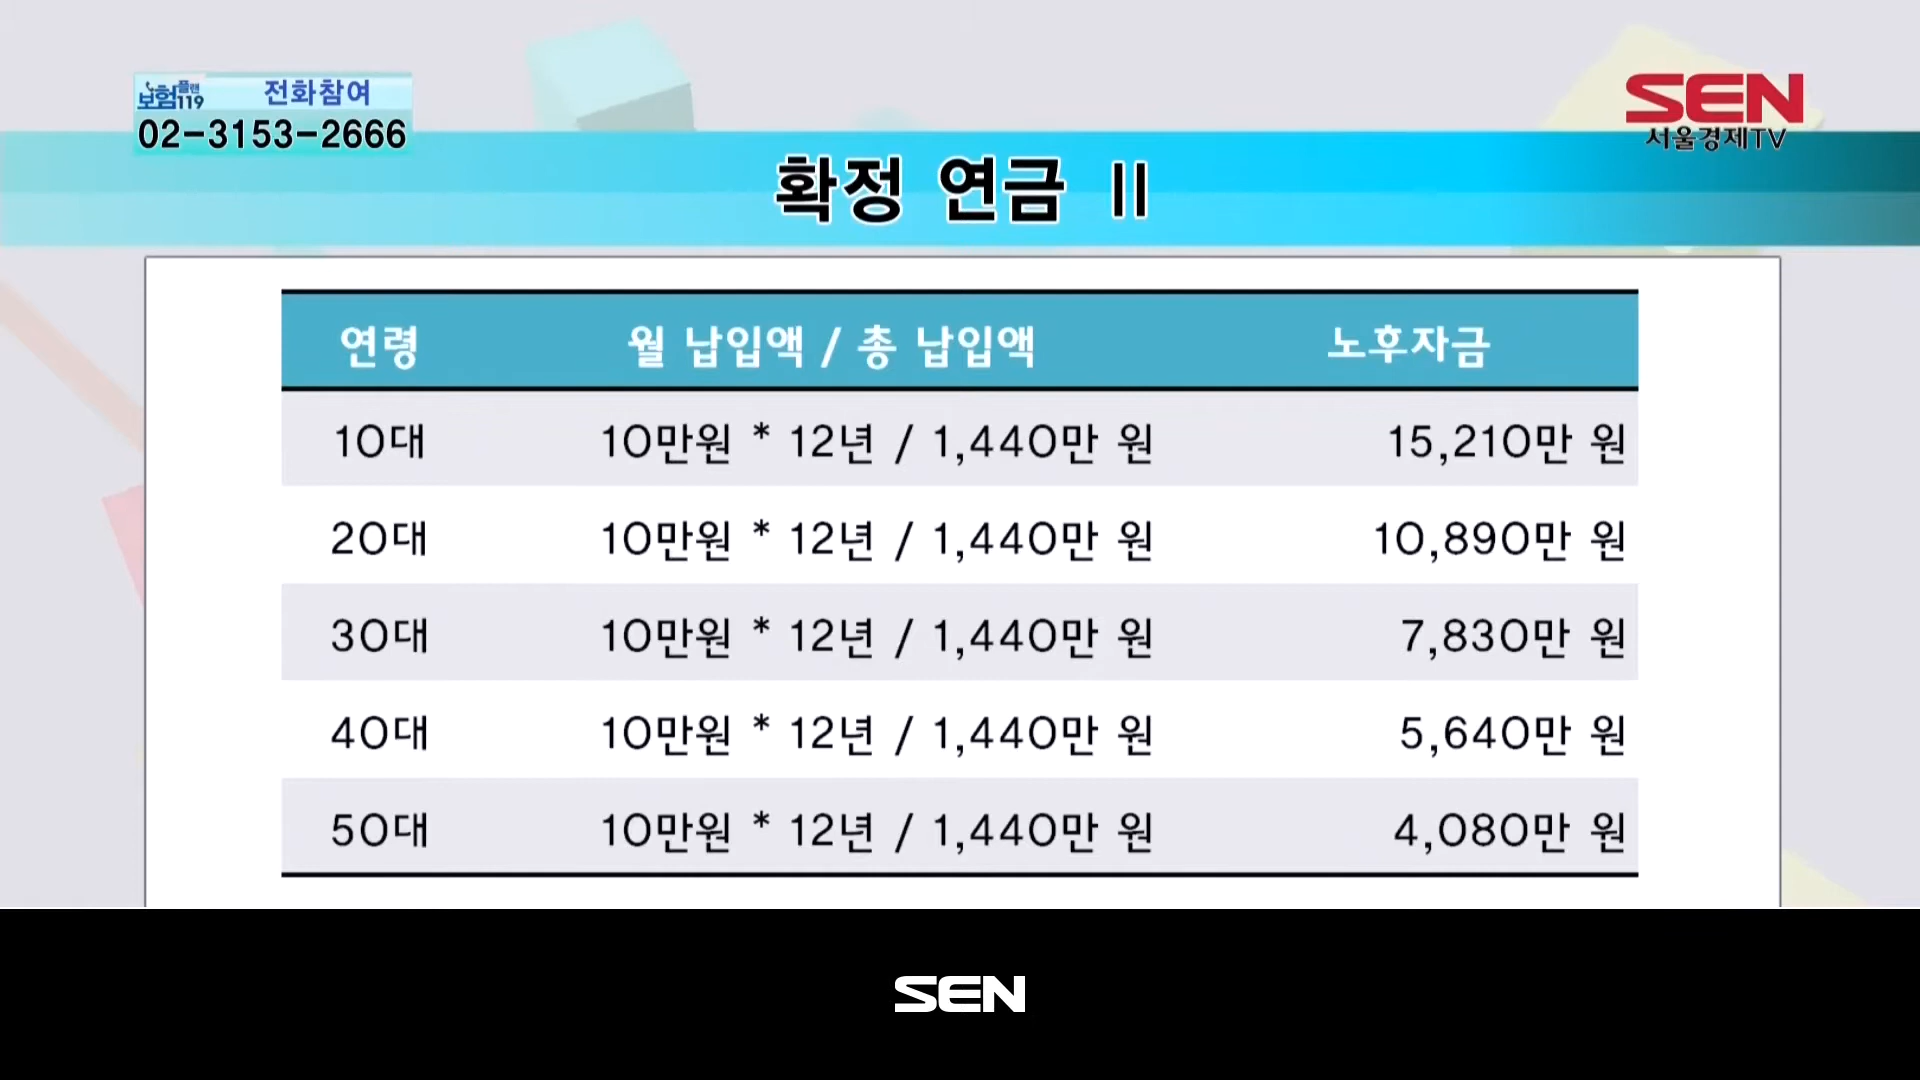 보험플랜119 전화참여
02-3153-2666
SEN
서울경제TV
확정 연금 II
연령 월 납입액 / 총 납입액 노후자금
10대 10만원 * 12년 / 1,440만 원 15,210만 원
20대 10만원 * 12년 / 1,440만 원 10,890만 원
30대 10만원 * 12년 / 1,440만 원 7,830만 원
40대 10만원 * 12년 / 1,440만 원 5,640만 원
50대 10만원 * 12년 / 1,440만 원 4,080만 원
SEN